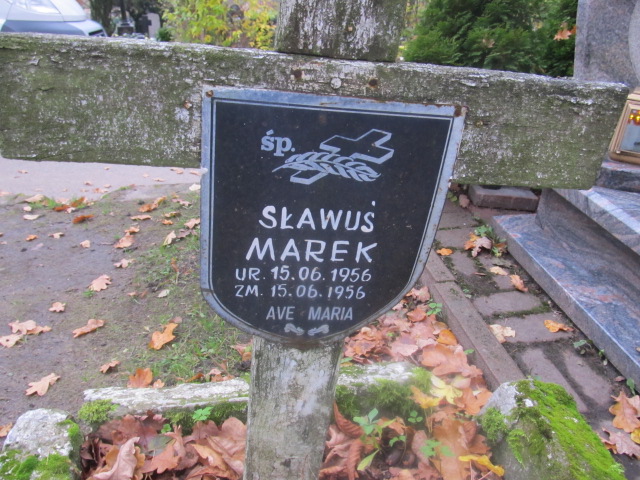 śp.
SŁAWUŚ
MAREK
UR. 15.06.1956
ZM. 15.06.1956
AVE MARIA